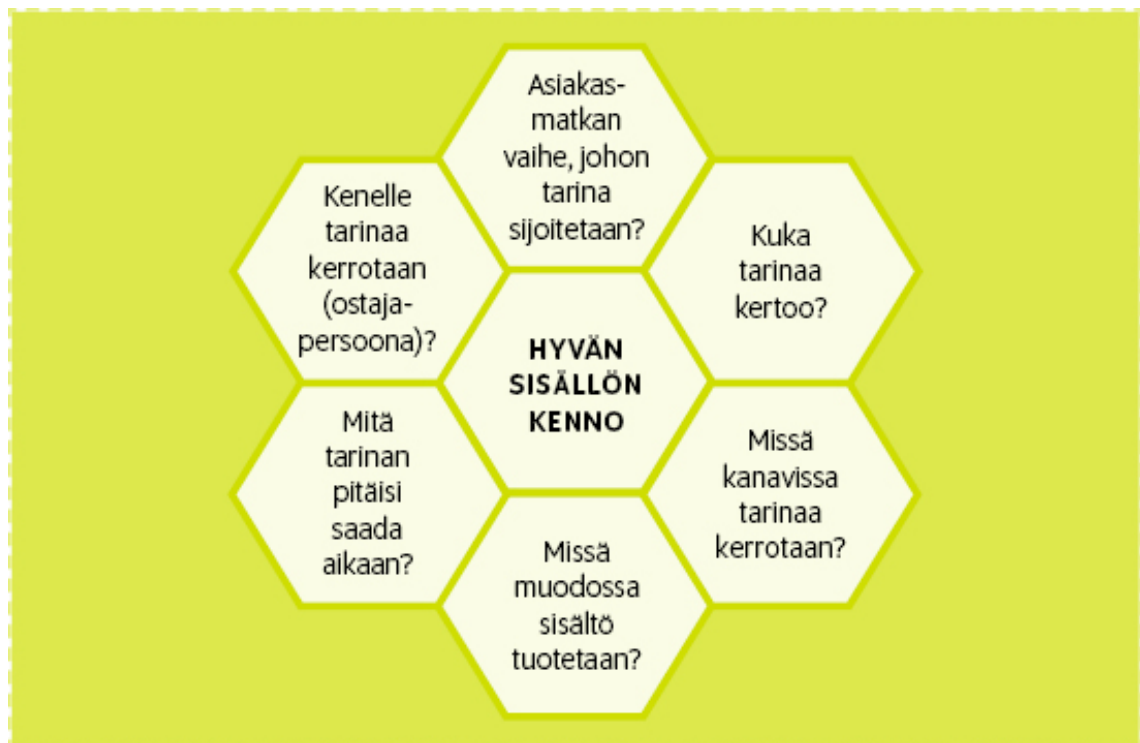 Asiakas-
matkan
vaihe, johon
tarina
sijoitetaan?
Kenelle
tarinaa
kerrotaan
(ostaja-
persoona)?
Kuka
tarinaa
kertoo?
HYVÄN
SISÄLLÖN
KENNO
Mitä
tarinan
pitäisi
saada
aikaan?
Missä
kanavissa
tarinaa
kerrotaan?
Missä
muodossa
sisältö
tuotetaan?